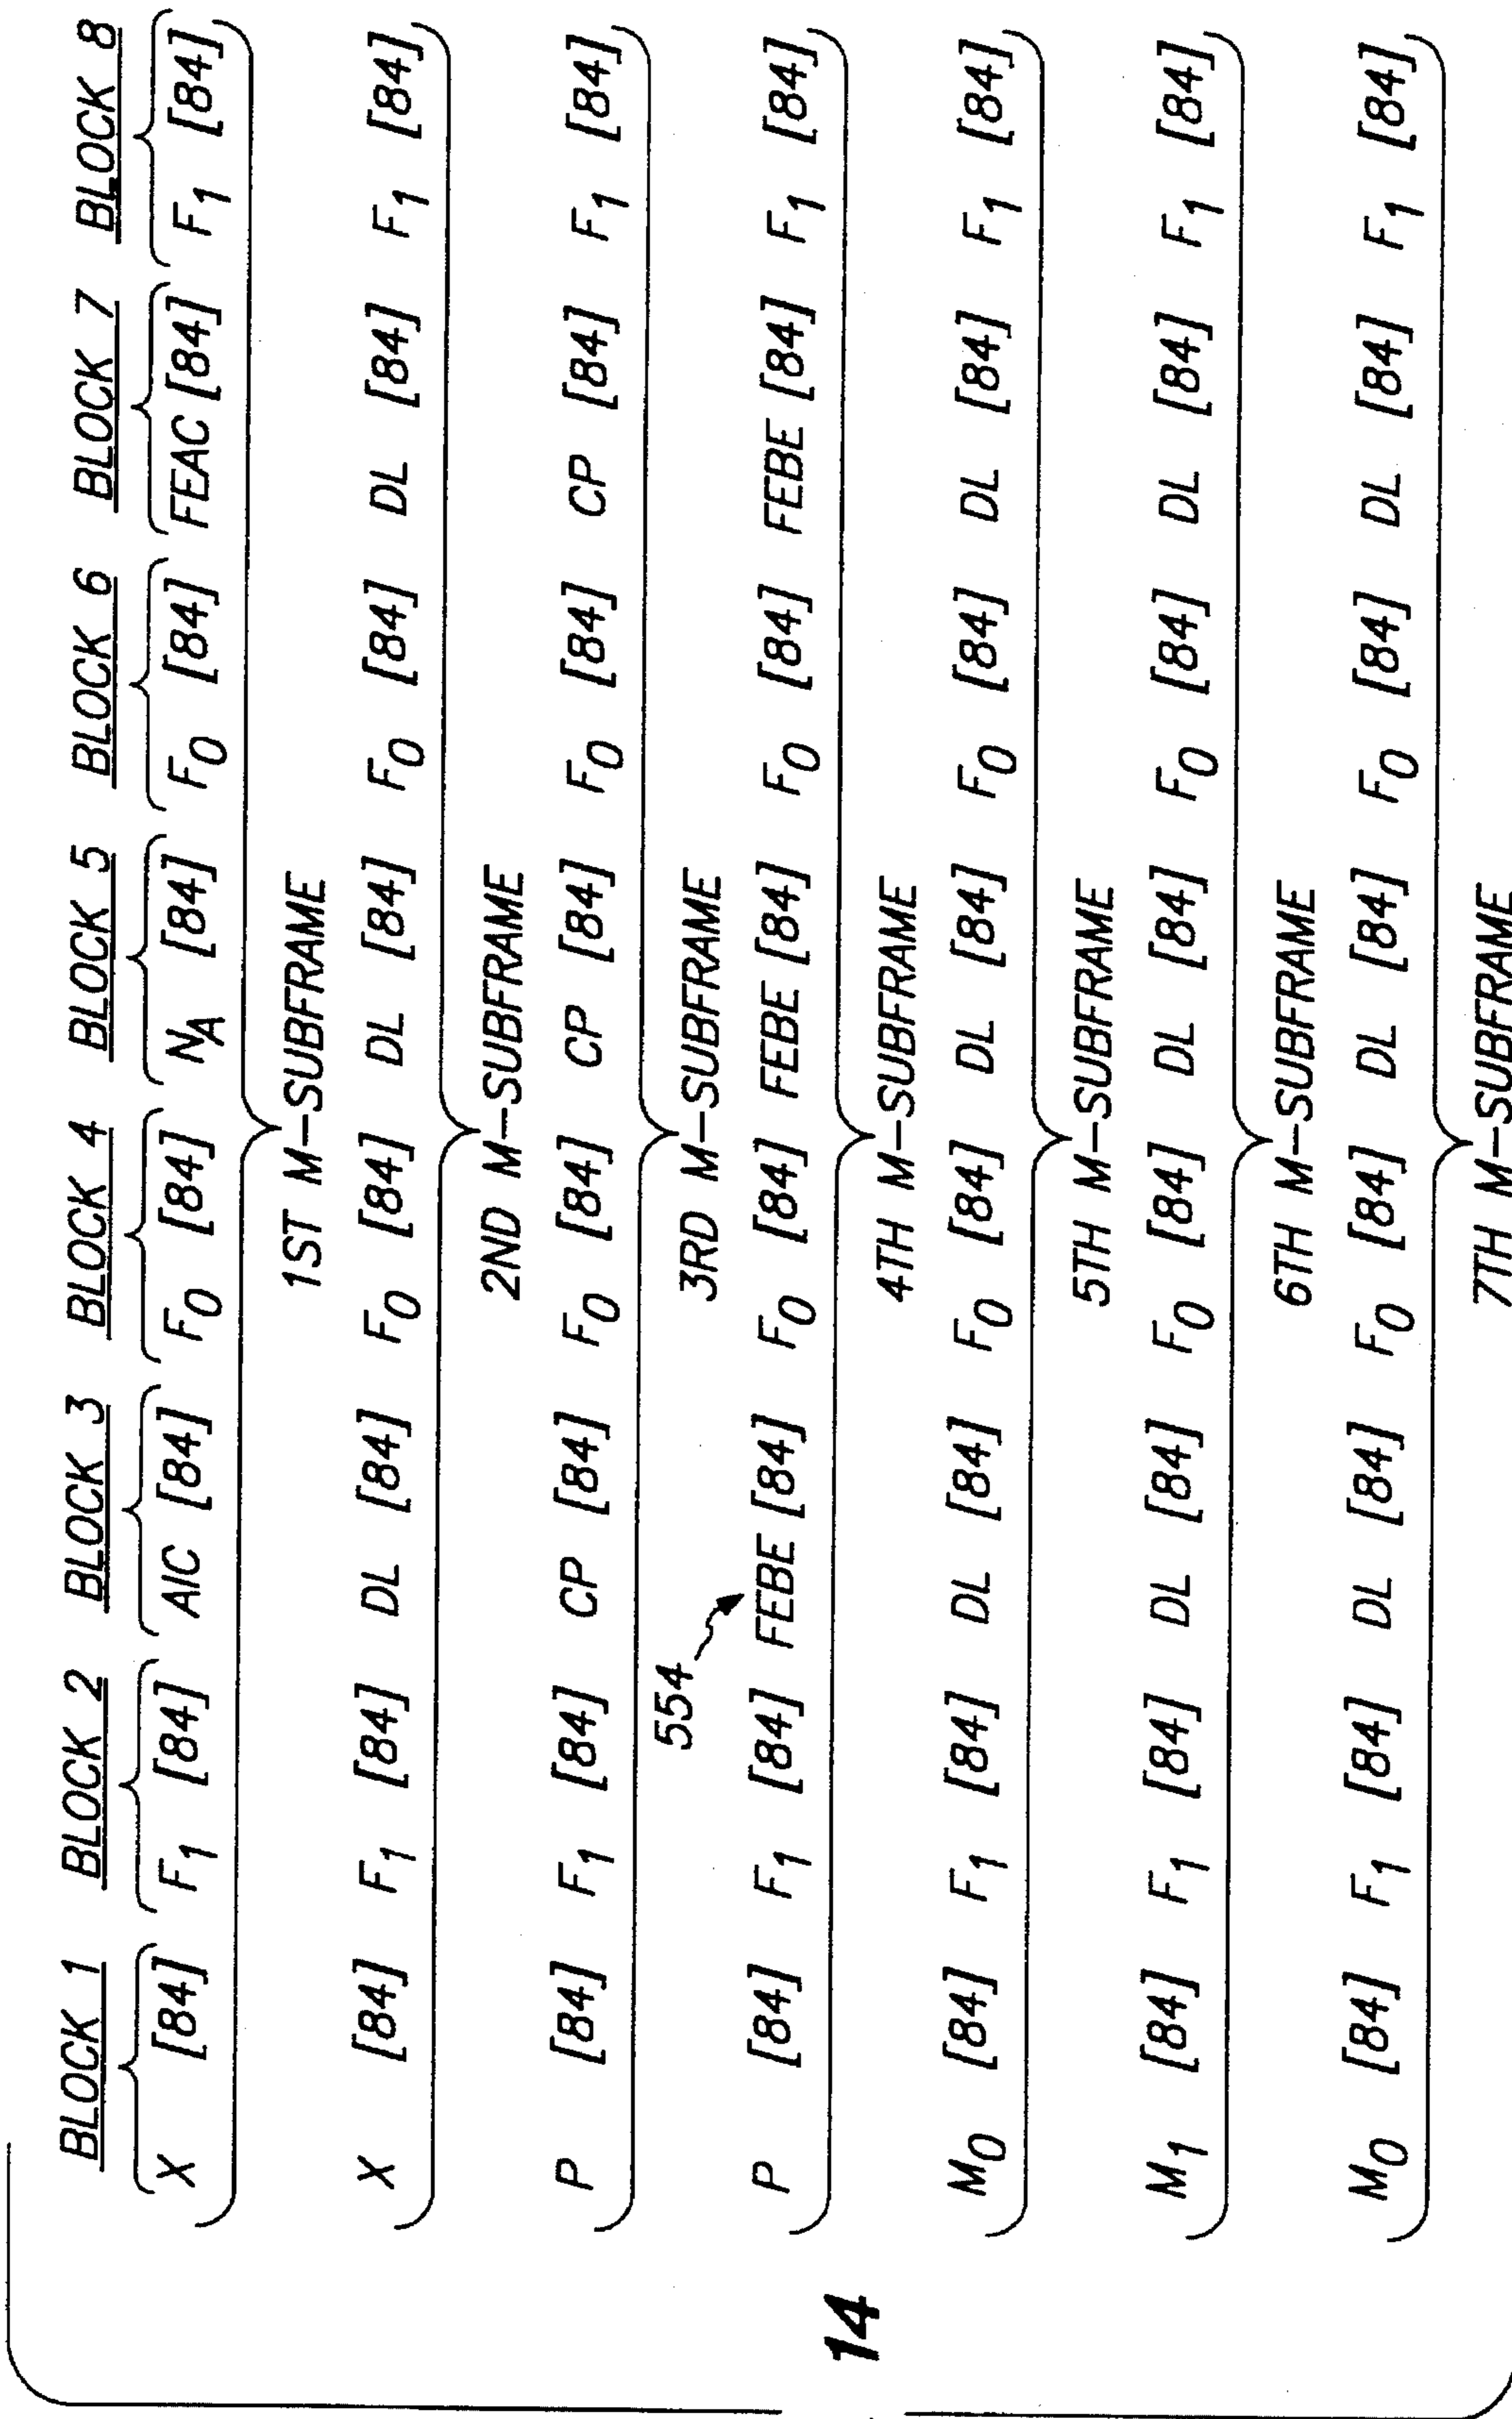 BLOCK 1 BLOCK 2 BLOCK 3 BLOCK 4 BLOCK 5 BLOCK 6 BLOCK 7 BLOCK 8
X [84] F1 [84] AIC [84] F0 [84] NA [84] F0 [84] FEAC [84] F1 [84]
1ST M-SUBFRAME
X [84] F1 [84] DL [84] F0 [84] DL [84] F0 [84] DL [84] F1 [84]
2ND M-SUBFRAME
P [84] F1 [84] CP [84] F0 [84] CP [84] F0 [84] CP [84] F1 [84]
3RD M-SUBFRAME
554
P [84] F1 [84] FEBE [84] F0 [84] FEBE [84] F0 [84] FEBE [84] F1 [84]
4TH M-SUBFRAME
M0 [84] F1 [84] DL [84] F0 [84] DL [84] F0 [84] DL [84] F1 [84]
5TH M-SUBFRAME
M1 [84] F1 [84] DL [84] F0 [84] DL [84] F0 [84] DL [84] F1 [84]
6TH M-SUBFRAME
M0 [84] F1 [84] DL [84] F0 [84] DL [84] F0 [84] DL [84] F1 [84]
7TH M-SUBFRAME
14